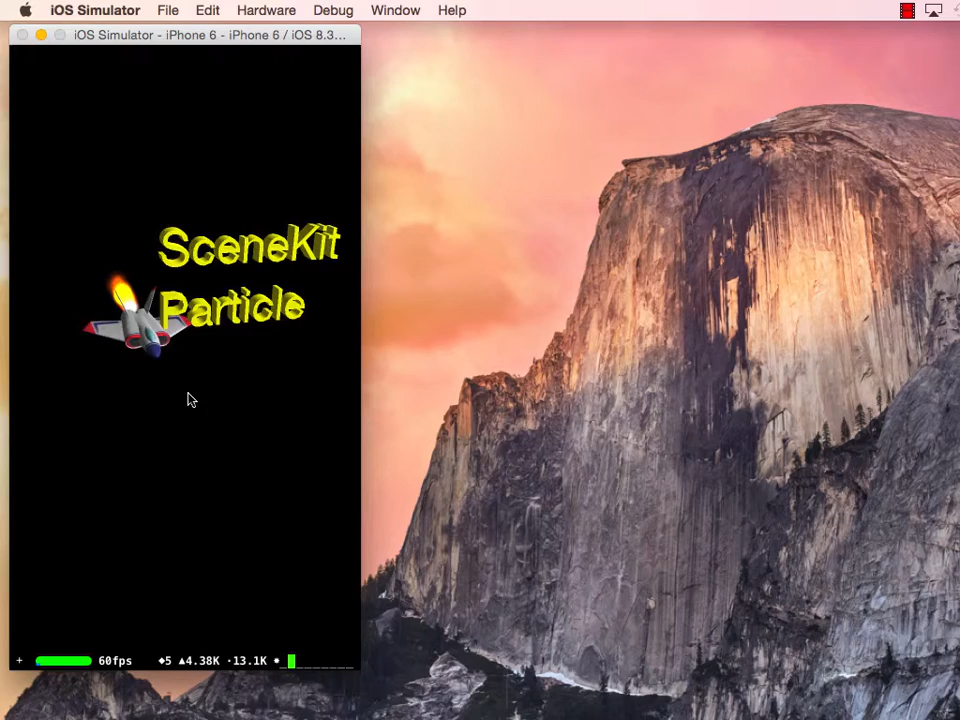 iOS Simulator File Edit Hardware Debug Window Help
iOS Simulator - iPhone 6 - iPhone 6 / iOS 8.3...
SceneKit
Particle
+ 60fps ◆5 ▲4.38K ·13.1K